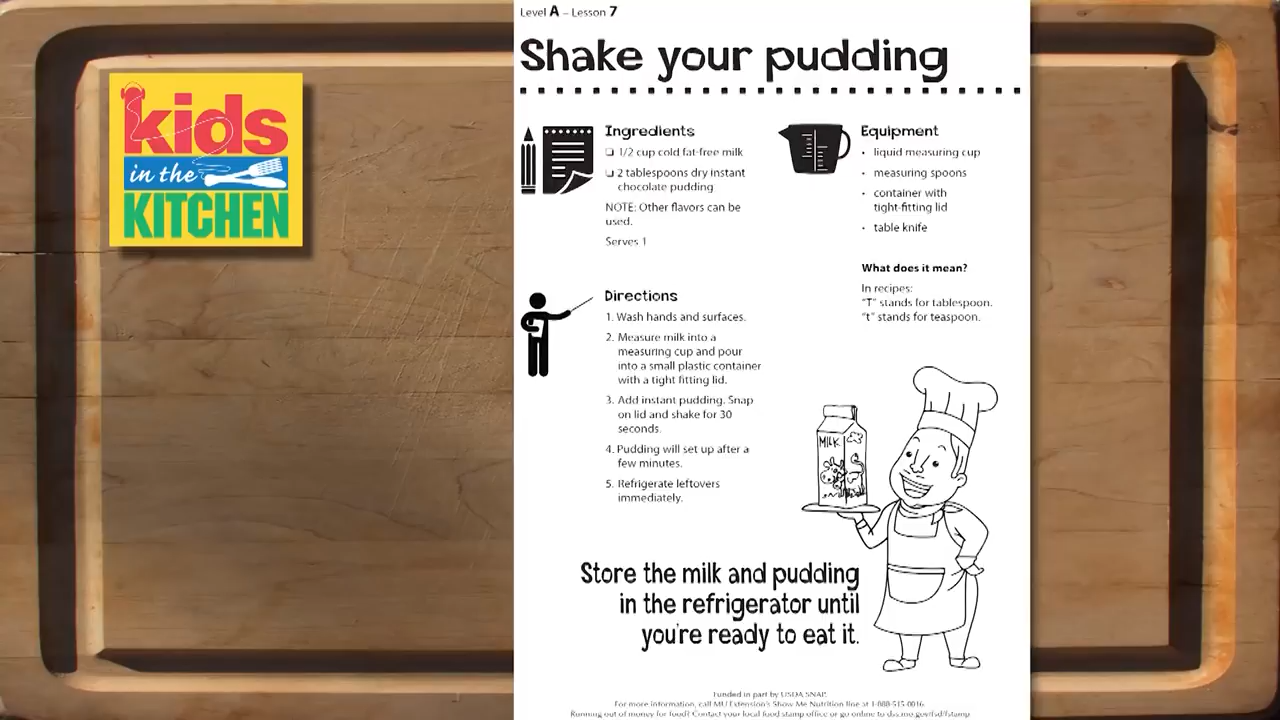 kids
in the
KITCHEN
Level A – Lesson 7
Shake your pudding
Ingredients
❑ 1/2 cup cold fat-free milk
❑ 2 tablespoons dry instant
chocolate pudding
NOTE: Other flavors can be
used.
Serves 1
Equipment
• liquid measuring cup
• measuring spoons
• container with
tight-fitting lid
• table knife
What does it mean?
In recipes:
“T” stands for tablespoon.
“t” stands for teaspoon.
Directions
1. Wash hands and surfaces.
2. Measure milk into a
measuring cup and pour
into a small plastic container
with a tight fitting lid.
3. Add instant pudding. Snap
on lid and shake for 30
seconds.
4. Pudding will set up after a
few minutes.
5. Refrigerate leftovers
immediately.
MILK
Store the milk and pudding
in the refrigerator until
you're ready to eat it.
Funded in part by USDA SNAP.
For more information, call MU Extension's Show Me Nutrition line at 1-888-515-0016.
Running out of money for food? Contact your local food stamp office or go online to dss.mo.gov/fsd/fstamp